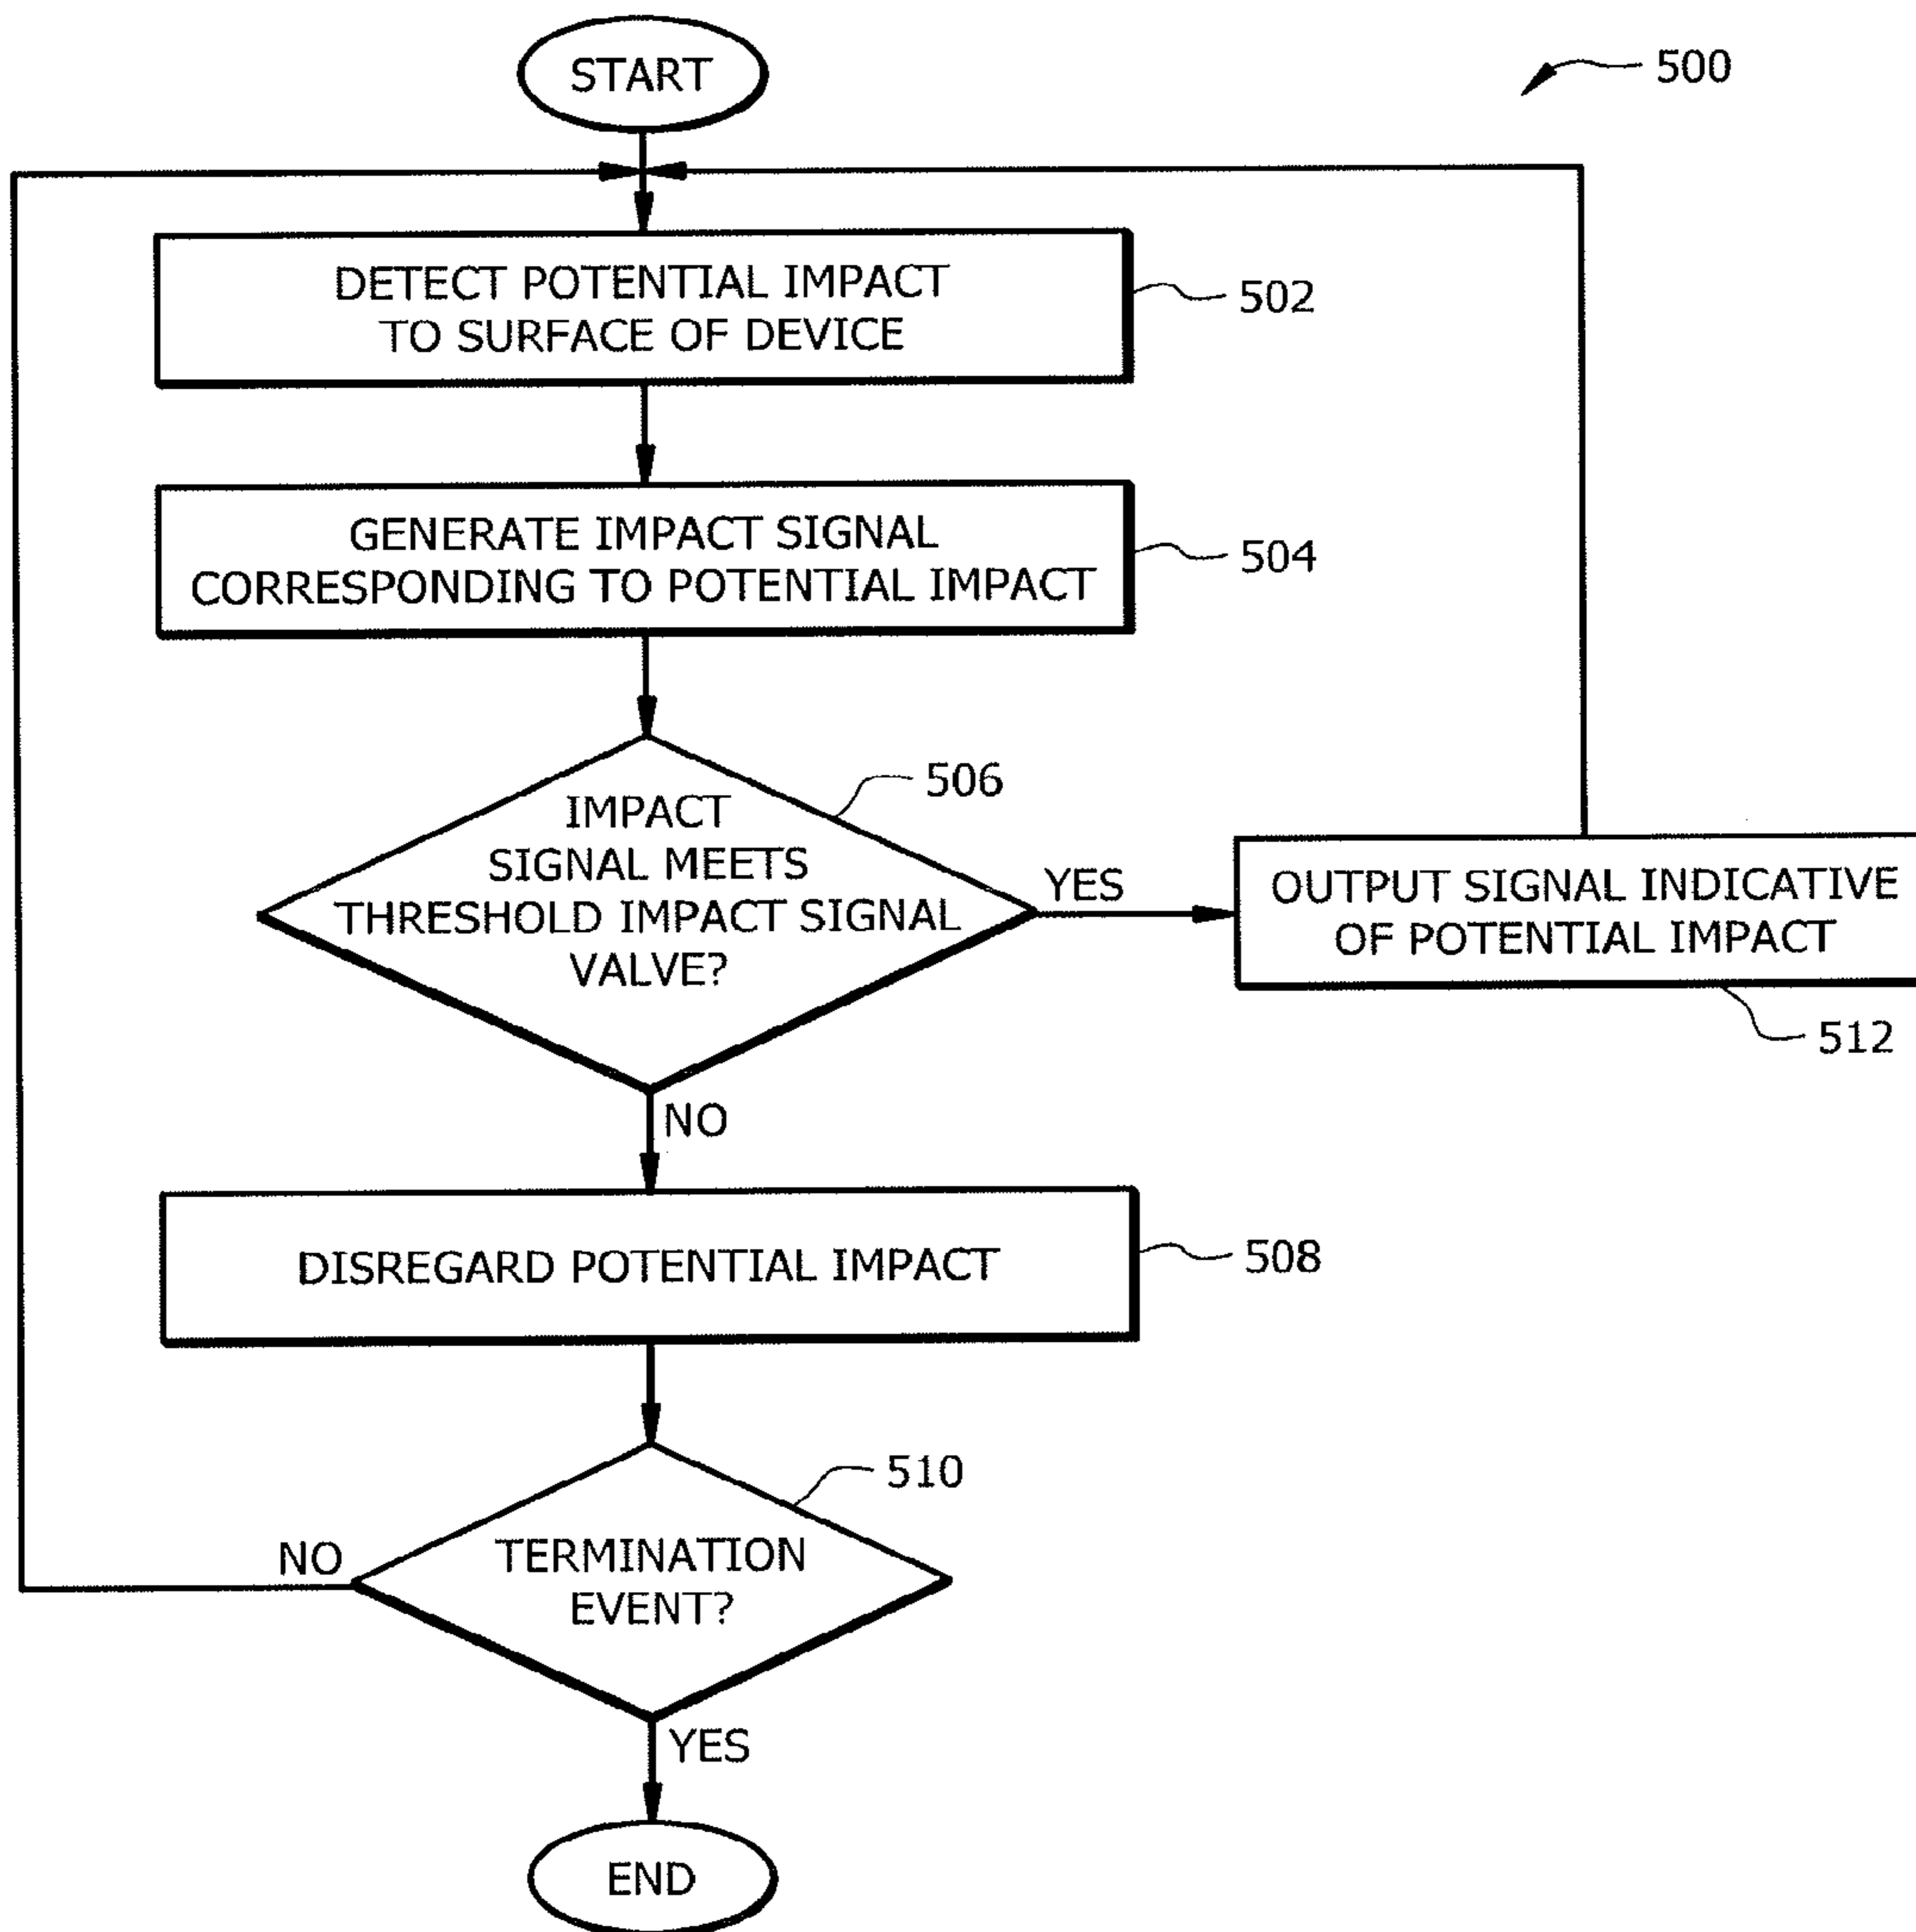 START
500
DETECT POTENTIAL IMPACT
TO SURFACE OF DEVICE
502
GENERATE IMPACT SIGNAL
CORRESPONDING TO POTENTIAL IMPACT
504
506
IMPACT
SIGNAL MEETS
THRESHOLD IMPACT SIGNAL
VALVE?
YES
OUTPUT SIGNAL INDICATIVE
OF POTENTIAL IMPACT
512
NO
DISREGARD POTENTIAL IMPACT
508
510
NO
TERMINATION
EVENT?
YES
END